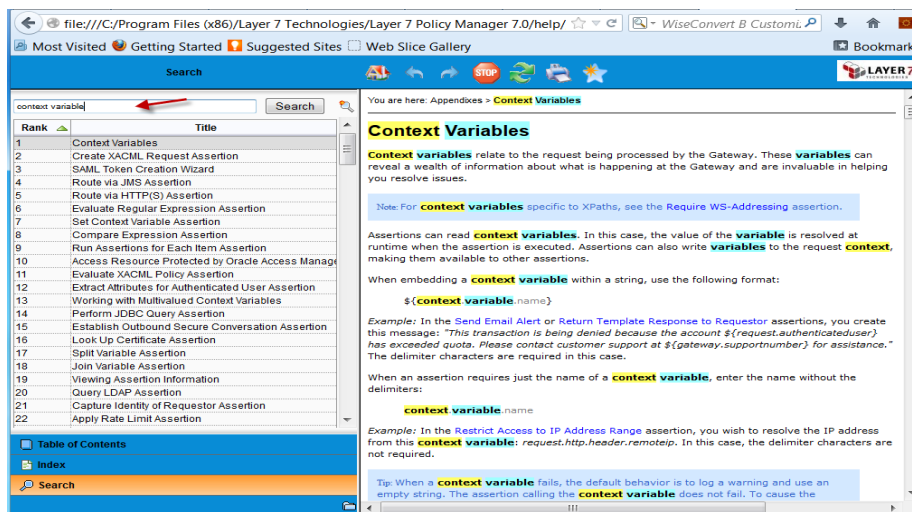 file:///C:/Program Files (x86)/Layer 7 Technologies/Layer 7 Policy Manager 7.0/help/
WiseConvert B Customi
Most Visited Getting Started Suggested Sites Web Slice Gallery
Bookmark
Search
STOP
LAYER 7
TECHNOLOGIES
context variable
Search
Rank Title
1 Context Variables
2 Create XACML Request Assertion
3 SAML Token Creation Wizard
4 Route via JMS Assertion
5 Route via HTTP(S) Assertion
6 Evaluate Regular Expression Assertion
7 Set Context Variable Assertion
8 Compare Expression Assertion
9 Run Assertions for Each Item Assertion
10 Access Resource Protected by Oracle Access Manage
11 Evaluate XACML Policy Assertion
12 Extract Attributes for Authenticated User Assertion
13 Working with Multivalued Context Variables
14 Perform JDBC Query Assertion
15 Establish Outbound Secure Conversation Assertion
16 Look Up Certificate Assertion
17 Split Variable Assertion
18 Join Variable Assertion
19 Viewing Assertion Information
20 Query LDAP Assertion
21 Capture Identity of Requestor Assertion
22 Apply Rate Limit Assertion
Table of Contents
Index
Search
You are here: Appendixes > Context Variables
Context Variables
Context variables relate to the request being processed by the Gateway. These variables can
reveal a wealth of information about what is happening at the Gateway and are invaluable in helping
you resolve issues.
Note: For context variables specific to XPaths, see the Require WS-Addressing assertion.
Assertions can read context variables. In this case, the value of the variable is resolved at
runtime when the assertion is executed. Assertions can also write variables to the request context,
making them available to other assertions.
When embedding a context variable within a string, use the following format:
${context.variable.name}
Example: In the Send Email Alert or Return Template Response to Requestor assertions, you create
this message: "This transaction is being denied because the account ${request.authenticateduser}
has exceeded quota. Please contact customer support at ${gateway.supportnumber} for assistance."
The delimiter characters are required in this case.
When an assertion requires just the name of a context variable, enter the name without the
delimiters:
context.variable.name
Example: In the Restrict Access to IP Address Range assertion, you wish to resolve the IP address
from this context variable: request.http.header.remoteip. In this case, the delimiter characters are
not required.
Tip: When a context variable fails, the default behavior is to log a warning and use an
empty string. The assertion calling the context variable does not fail. To cause the